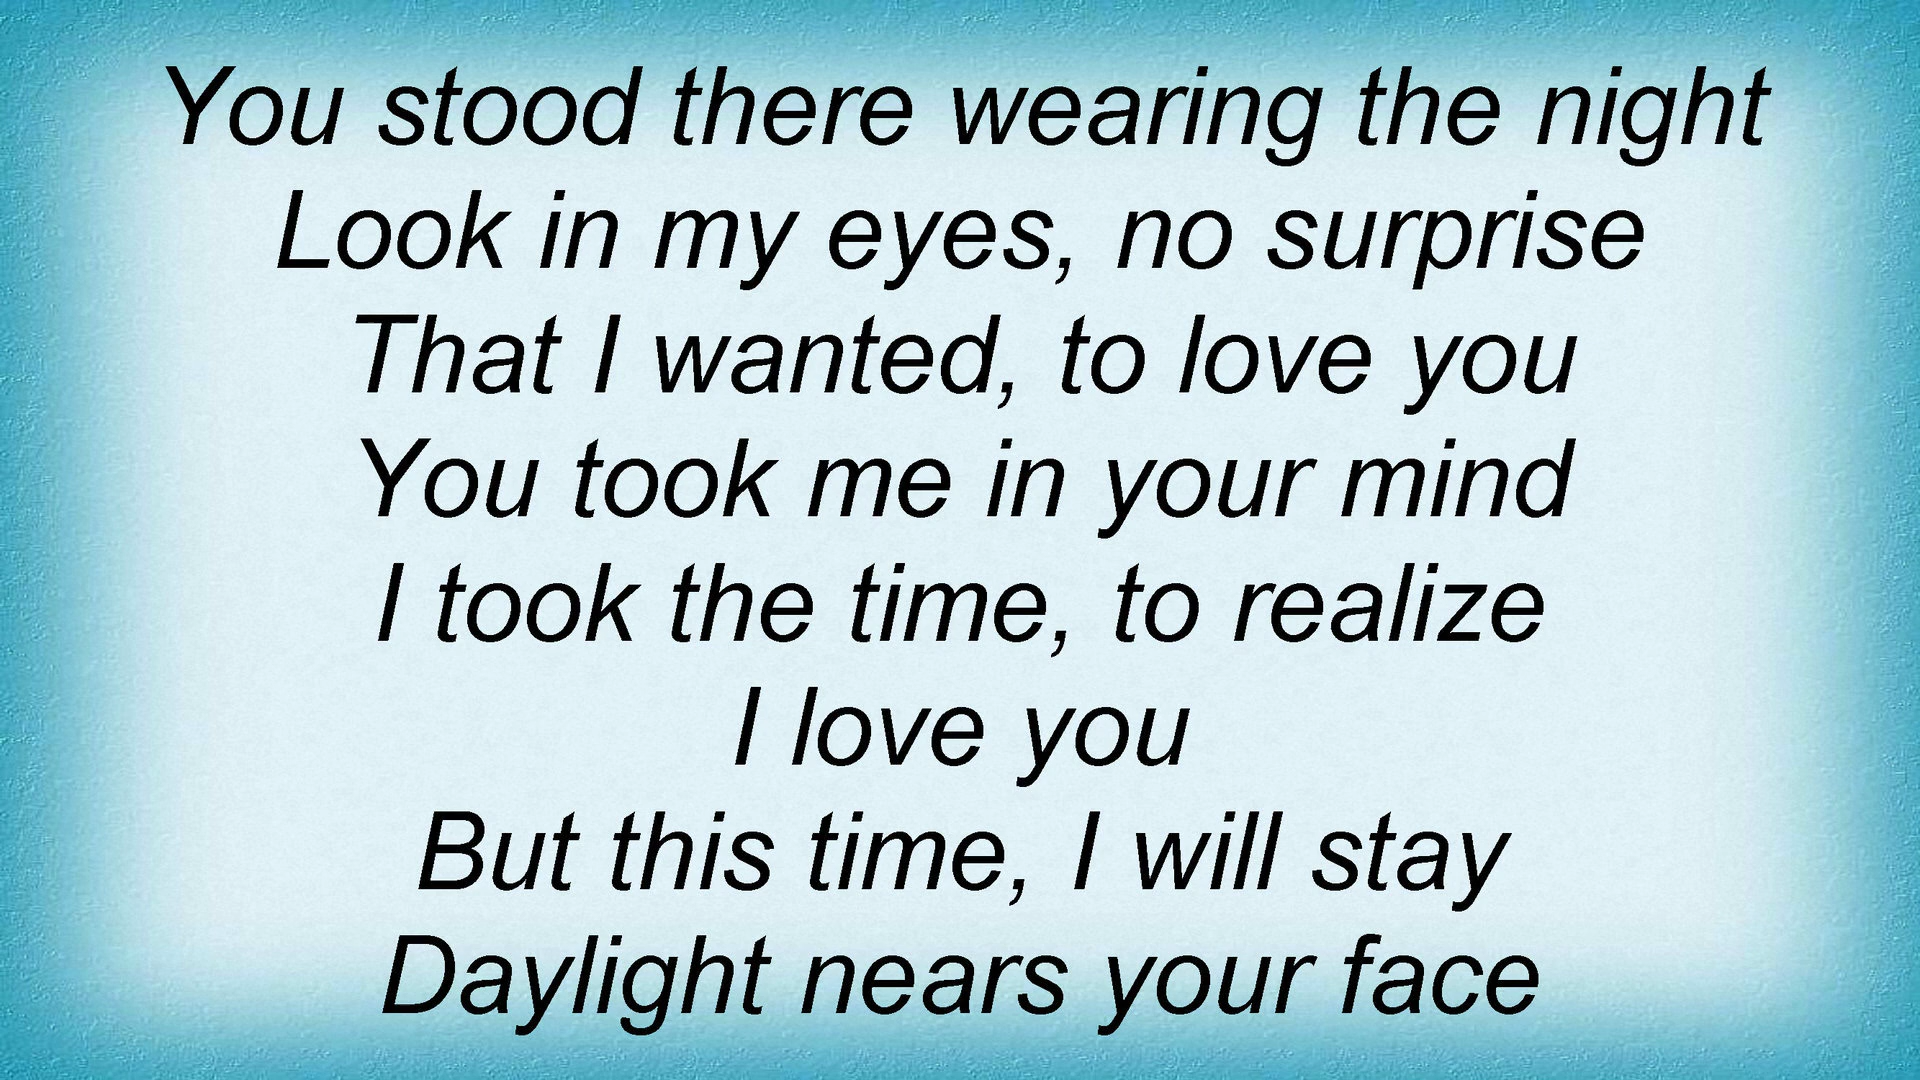 You stood there wearing the night
Look in my eyes, no surprise
That I wanted, to love you
You took me in your mind
I took the time, to realize
I love you
But this time, I will stay
Daylight nears your face